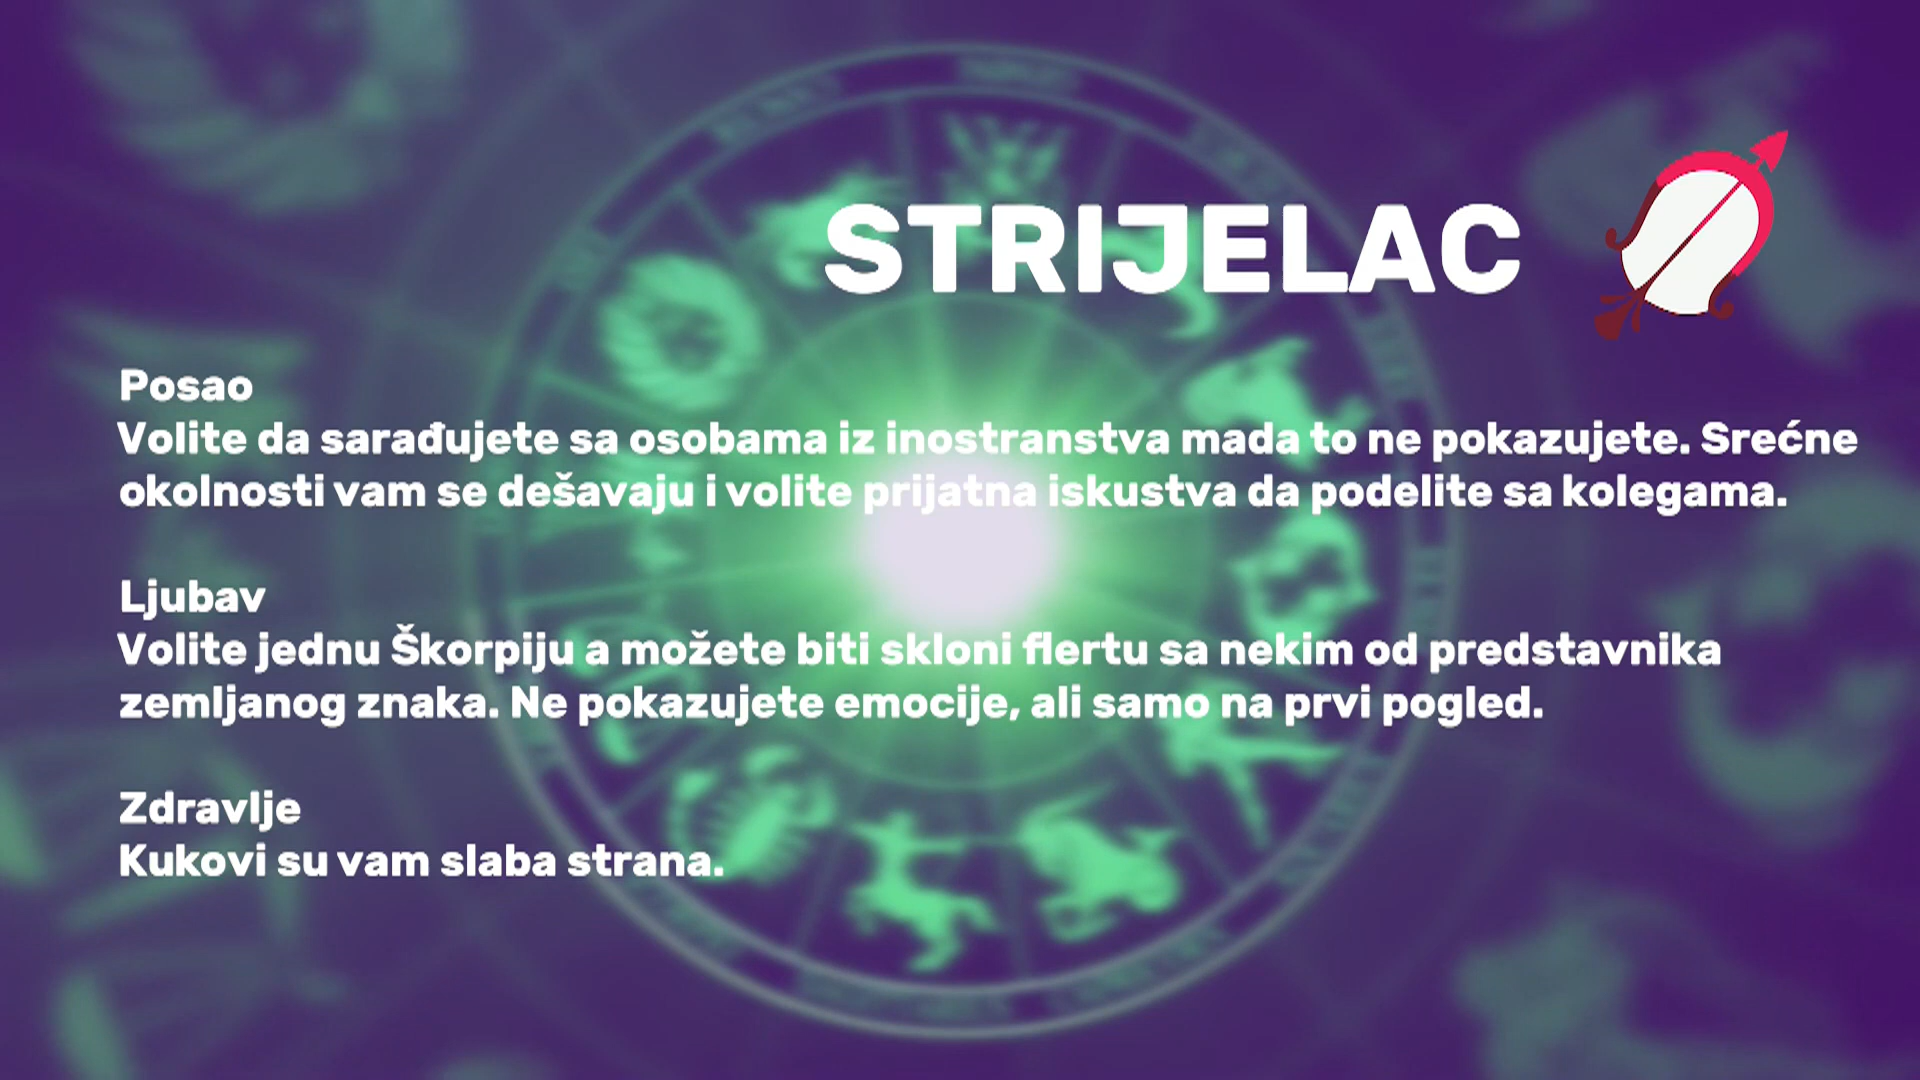 STRIJELAC
Posao
Volite da sarađujete sa osobama iz inostranstva mada to ne pokazujete. Srećne
okolnosti vam se dešavaju i volite prijatna iskustva da podelite sa kolegama.
Ljubav
Volite jednu Škorpiju a možete biti skloni flertu sa nekim od predstavnika
zemljanog znaka. Ne pokazujete emocije, ali samo na prvi pogled.
Zdravlje
Kukovi su vam slaba strana.